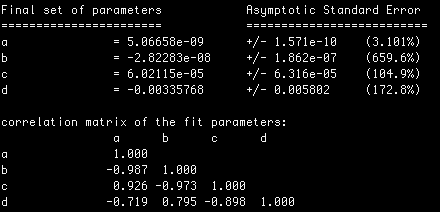 Final set of parameters Asymptotic Standard Error
======================= ==========================
a = 5.06658e-09 +/- 1.571e-10 (3.101%)
b = -2.82283e-08 +/- 1.862e-07 (659.6%)
c = 6.02115e-05 +/- 6.316e-05 (104.9%)
d = -0.00335768 +/- 0.005802 (172.8%)
correlation matrix of the fit parameters:
a b c d
a 1.000
b -0.987 1.000
c 0.926 -0.973 1.000
d -0.719 0.795 -0.898 1.000